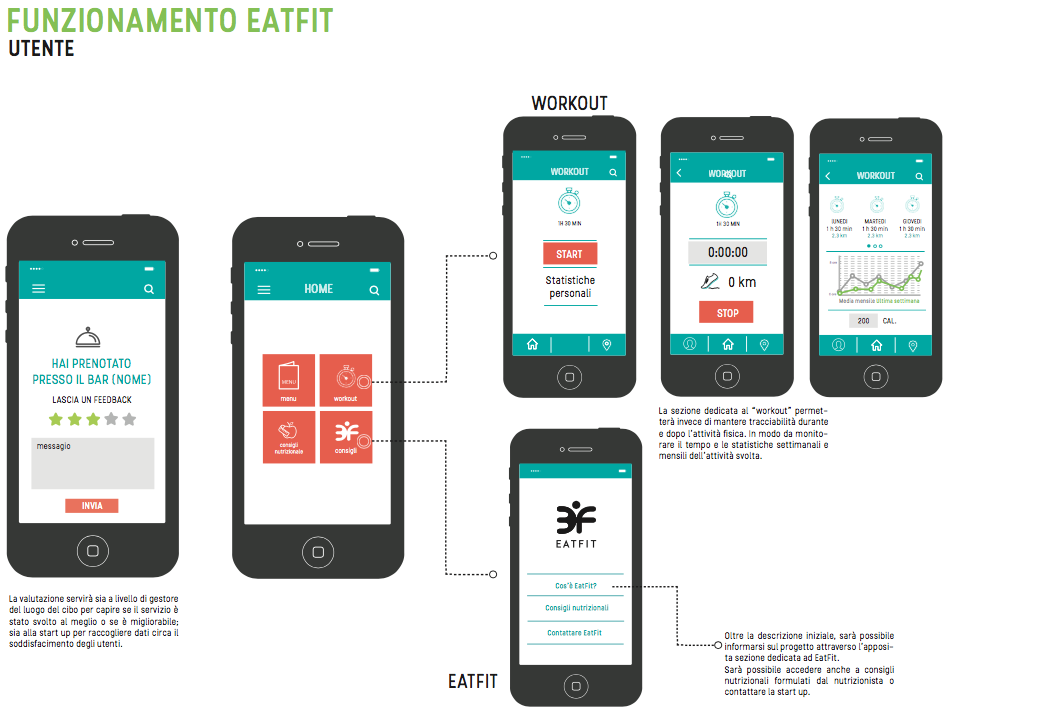 FUNZIONAMENTO EATFIT
UTENTE
HAI PRENOTATO
PRESSO IL BAR (NOME)
LASCIA UN FEEDBACK
messagio
INVIA
La valutazione servirà sia a livello di gestore
del luogo del cibo per capire se il servizio è
stato svolto al meglio o se è migliorabile;
sia alla start up per raccogliere dati circa il
soddisfacimento degli utenti.
HOME
MENU
menu
workout
consigli
nutrizionale
consigli
WORKOUT
WORKOUT
1H 30 MIN
START
Statistiche
personali
WORKOUT
1H 30 MIN
0:00:00
0 km
STOP
WORKOUT
lUNEDI
MARTEDI
GIOVEDI
1 h 30 min
1 h 30 min
1 h 30 min
2,3 km
2,3 km
2,3 km
Media mensile Ultima settimana
200
CAL.
La sezione dedicata al “workout” permet-
terà invece di mantere tracciabilità durante
e dopo l’attività fisica. In modo da monito-
rare il tempo e le statistiche settimanali e
mensili dell’attività svolta.
EATFIT
Cos’è EatFit?
Consigli nutrizionali
Contattare EatFit
EATFIT
Oltre la descrizione iniziale, sarà possibile
informarsi sul progetto attraverso l’apposi-
ta sezione dedicata ad EatFit.
Sarà possibile accedere anche a consigli
nutrizionali formulati dal nutrizionista o
contattare la start up.